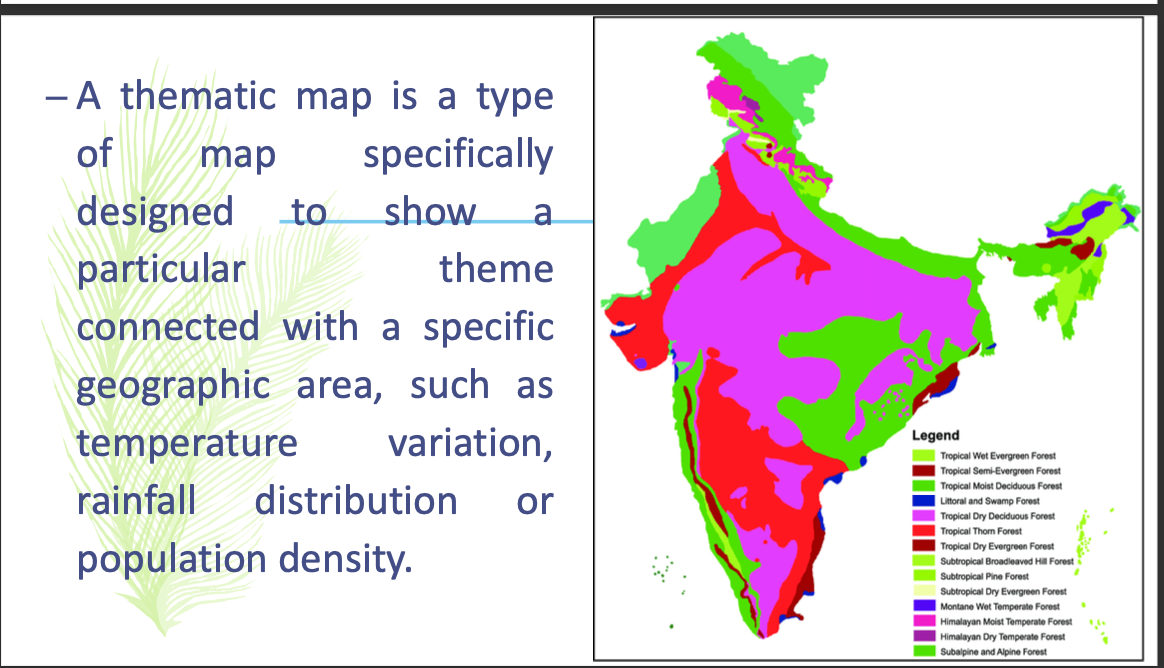 – A thematic map is a type
of map specifically
designed to show a
particular theme
connected with a specific
geographic area, such as
temperature variation,
rainfall distribution or
population density.
Legend
Tropical Wet Evergreen Forest
Tropical Semi-Evergreen Forest
Tropical Moist Deciduous Forest
Littoral and Swamp Forest
Tropical Dry Deciduous Forest
Tropical Thorn Forest
Tropical Dry Evergreen Forest
Subtropical Broadleaved Hill Forest
Subtropical Pine Forest
Subtropical Dry Evergreen Forest
Montane Wet Temperate Forest
Himalayan Moist Temperate Forest
Himalayan Dry Temperate Forest
Subalpine and Alpine Forest